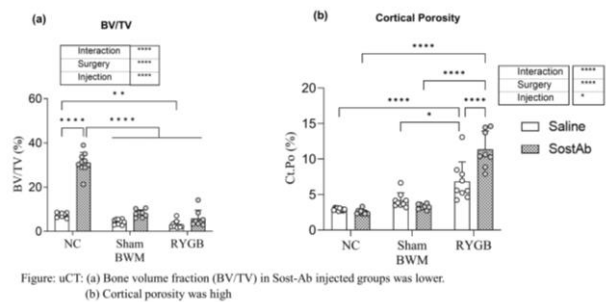 (a)
BV/TV
Interaction ****
Surgery ****
Injection ****
**
**** ****
60
40
20
0
BV/TV (%)
NC Sham RYGB
BWM
(b)
Cortical Porosity
****
****
**** ****
*
Interaction ****
Surgery ****
Injection *
Saline
SostAb
20
15
10
5
0
Ct.Po (%)
NC Sham RYGB
BWM
Figure: uCT: (a) Bone volume fraction (BV/TV) in Sost-Ab injected groups was lower.
(b) Cortical porosity was high